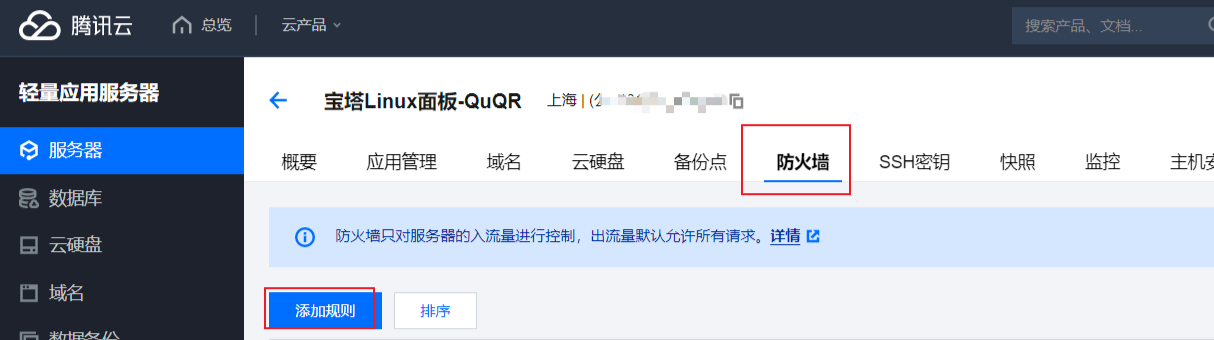 腾讯云 总览 云产品 搜索产品、文档...
轻量应用服务器
服务器
数据库
云硬盘
域名
数据备份
宝塔Linux面板-QuQR 上海 | (公
概要 应用管理 域名 云硬盘 备份点 防火墙 SSH密钥 快照 监控 主机安
防火墙只对服务器的入流量进行控制，出流量默认允许所有请求。详情
添加规则 排序